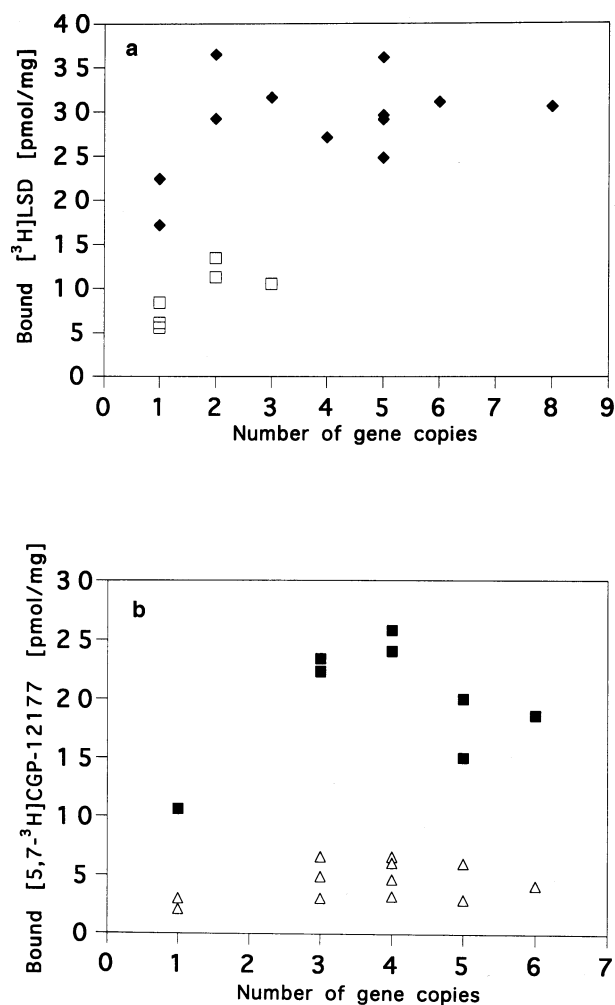 a
Bound [³H]LSD [pmol/mg]
40
35
30
25
20
15
10
5
0
0 1 2 3 4 5 6 7 8 9
Number of gene copies
b
Bound [5,7-³H]CGP-12177 [pmol/mg]
30
25
20
15
10
5
0
0 1 2 3 4 5 6 7
Number of gene copies